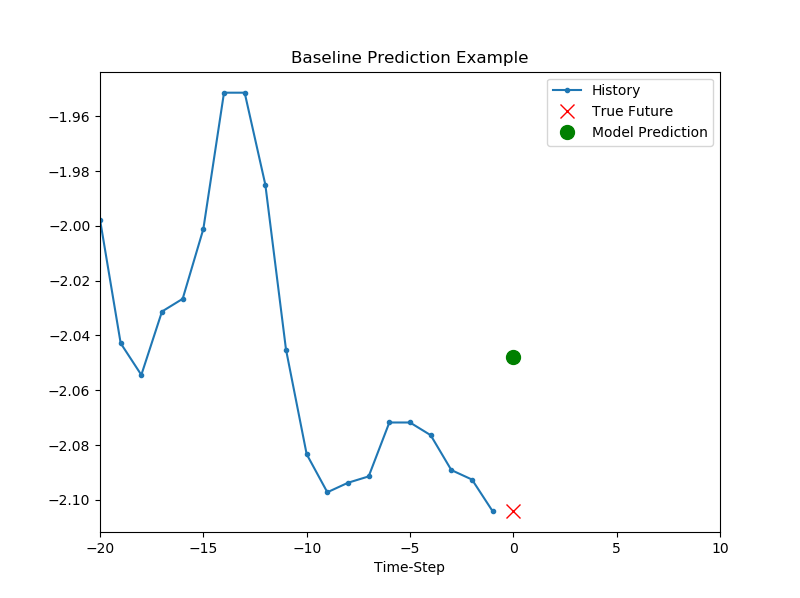 Baseline Prediction Example
History
True Future
Model Prediction
−1.96
−1.98
−2.00
−2.02
−2.04
−2.06
−2.08
−2.10
−20 −15 −10 −5 0 5 10
Time-Step